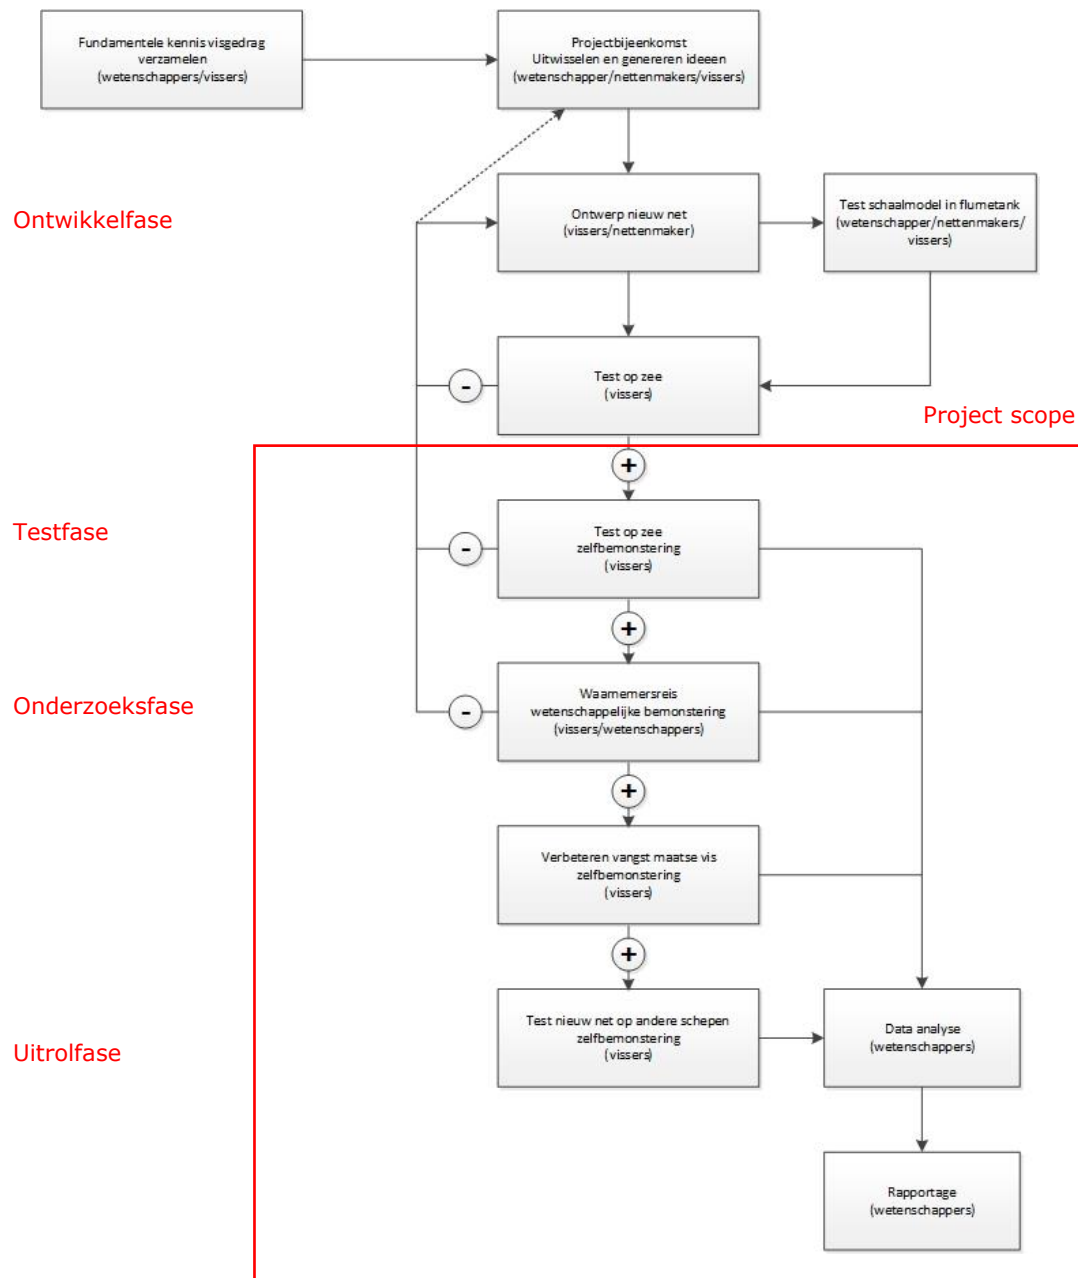 Fundamentele kennis visgedrag
verzamelen
(wetenschappers/vissers)
Projectbijeenkomst
Uitwisselen en genereren ideeen
(wetenschapper/nettenmakers/vissers)
Ontwikkelfase
Ontwerp nieuw net
(vissers/nettenmaker)
Test schaalmodel in flumetank
(wetenschapper/nettenmakers/
vissers)
-
Test op zee
(vissers)
Project scope
+
Testfase
-
Test op zee
zelfbemonstering
(vissers)
+
Onderzoeksfase
-
Waarnemersreis
wetenschappelijke bemonstering
(vissers/wetenschappers)
+
Verbeteren vangst maatse vis
zelfbemonstering
(vissers)
+
Uitrolfase
Test nieuw net op andere schepen
zelfbemonstering
(vissers)
Data analyse
(wetenschappers)
Rapportage
(wetenschappers)